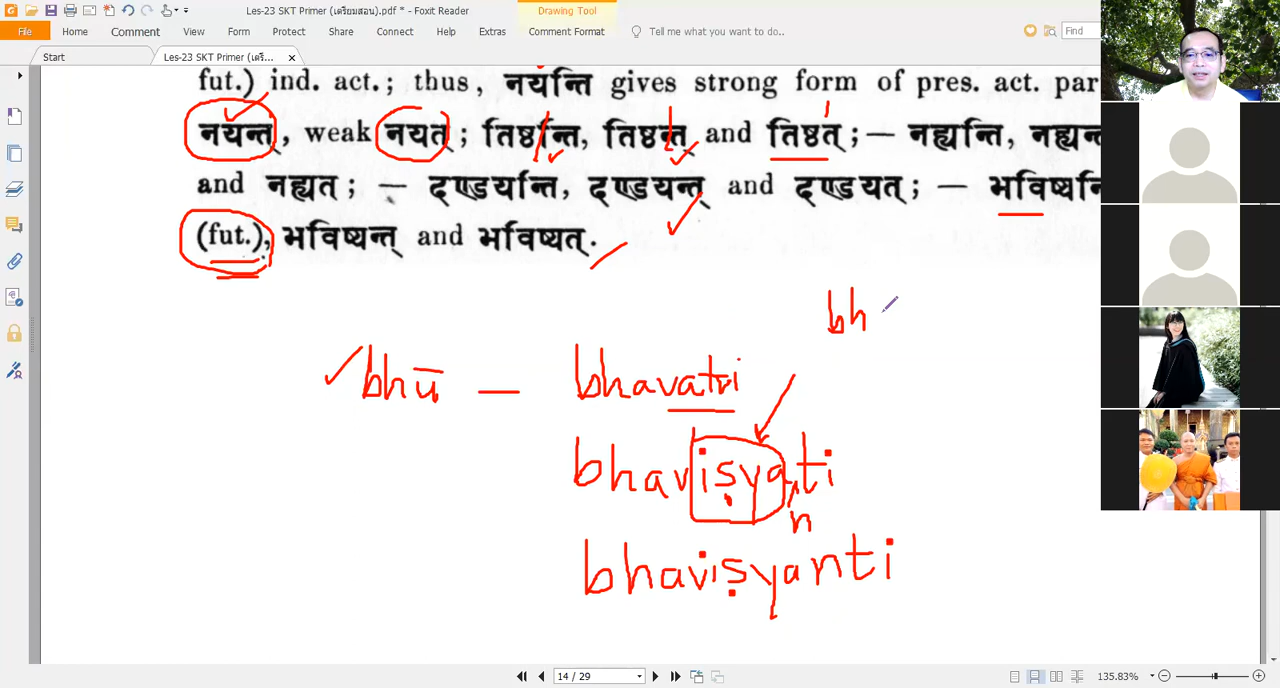 Les-23 SKT Primer (เตรียมสอน).pdf * - Foxit Reader
Drawing Tool
File Home Comment View Form Protect Share Connect Help Extras Comment Format Tell me what you want to do.. Find
Start Les-23 SKT Primer (เตรี...
fut.) ind. act.; thus, नयन्ति gives strong form of pres. act. par
नयन्त्, weak नयत्; तिष्ठन्ति, तिष्ठन्त् and तिष्ठत्; — नह्यन्ति, नह्यन्त
and नह्यत; — दण्डयन्ति, दण्डयन्त् and दण्डयत्; — भविष्यन्ति
(fut.), भविष्यन्त् and भविष्यत्.
bh
bhū — bhavati
bhaviṣyati
n
bhaviṣyanti
14 / 29
135.83%